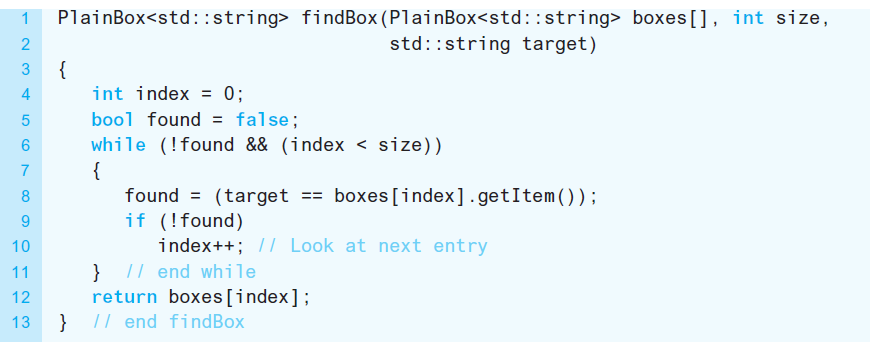 1 PlainBox<std::string> findBox(PlainBox<std::string> boxes[], int size,
2                               std::string target)
3 {
4    int index = 0;
5    bool found = false;
6    while (!found && (index < size))
7    {
8       found = (target == boxes[index].getItem());
9       if (!found)
10         index++; // Look at next entry
11   }  // end while
12   return boxes[index];
13 }  // end findBox